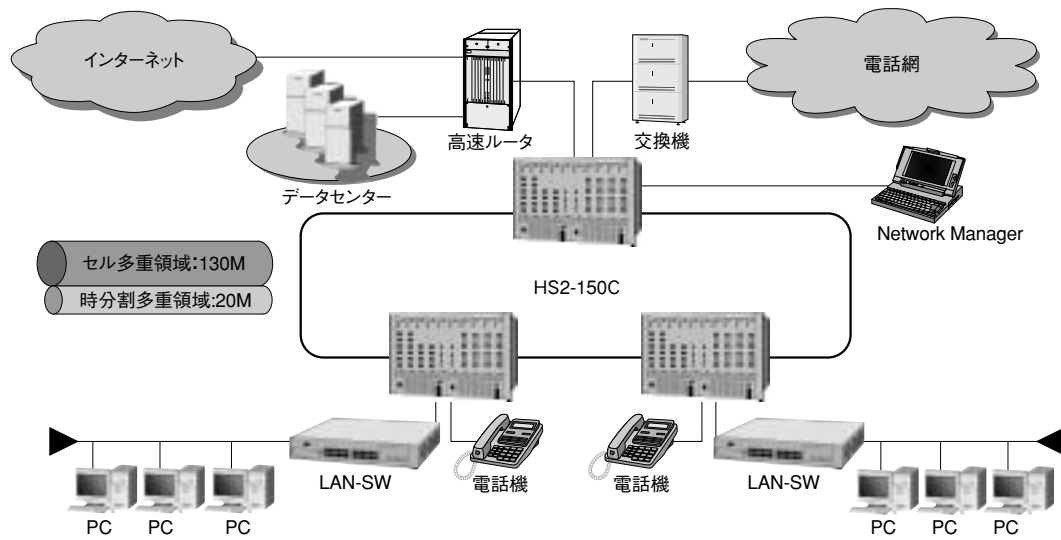 インターネット
電話網
高速ルータ
交換機
データセンター
Network Manager
セル多重領域:130M
時分割多重領域:20M
HS2-150C
LAN-SW
電話機
電話機
LAN-SW
PC
PC
PC
PC
PC
PC